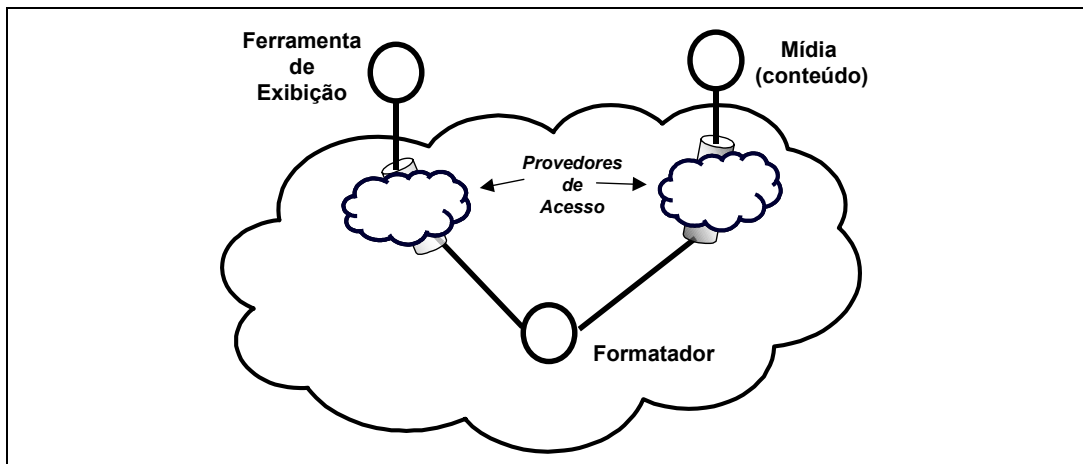 Ferramenta
de
Exibição
Mídia
(conteúdo)
Provedores
de
Acesso
Formatador